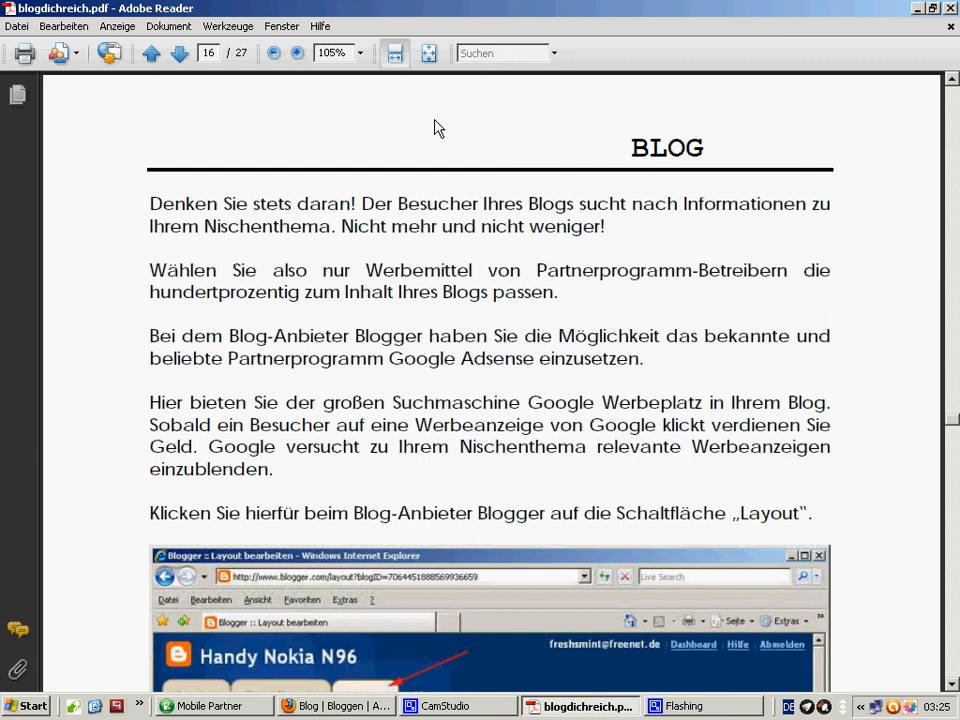 blogdichreich.pdf - Adobe Reader
Datei Bearbeiten Anzeige Dokument Werkzeuge Fenster Hilfe
16 / 27 105% Suchen
BLOG
Denken Sie stets daran! Der Besucher Ihres Blogs sucht nach Informationen zu
Ihrem Nischenthema. Nicht mehr und nicht weniger!
Wählen Sie also nur Werbemittel von Partnerprogramm-Betreibern die
hundertprozentig zum Inhalt Ihres Blogs passen.
Bei dem Blog-Anbieter Blogger haben Sie die Möglichkeit das bekannte und
beliebte Partnerprogramm Google Adsense einzusetzen.
Hier bieten Sie der großen Suchmaschine Google Werbeplatz in Ihrem Blog.
Sobald ein Besucher auf eine Werbeanzeige von Google klickt verdienen Sie
Geld. Google versucht zu Ihrem Nischenthema relevante Werbeanzeigen
einzublenden.
Klicken Sie hierfür beim Blog-Anbieter Blogger auf die Schaltfläche „Layout“.
Blogger :: Layout bearbeiten - Windows Internet Explorer
http://www.blogger.com/layout?blogID=7064451888569936659 Live Search
Datei Bearbeiten Ansicht Favoriten Extras ?
Blogger :: Layout bearbeiten Seite Extras »
freshsmint@freenet.de Dashboard Hilfe Abmelden
Handy Nokia N96
Start » Mobile Partner Blog | Bloggen | A... CamStudio blogdichreich.p... Flashing DE « 03:25